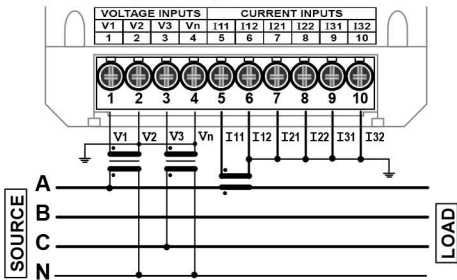 VOLTAGE INPUTS CURRENT INPUTS
V1 V2 V3 Vn I11 I12 I21 I22 I31 I32
1 2 3 4 5 6 7 8 9 10
1 2 3 4 5 6 7 8 9 10
V1 V2 V3 Vn I11 I12 I21 I22 I31 I32
SOURCE
A
B
C
N
LOAD